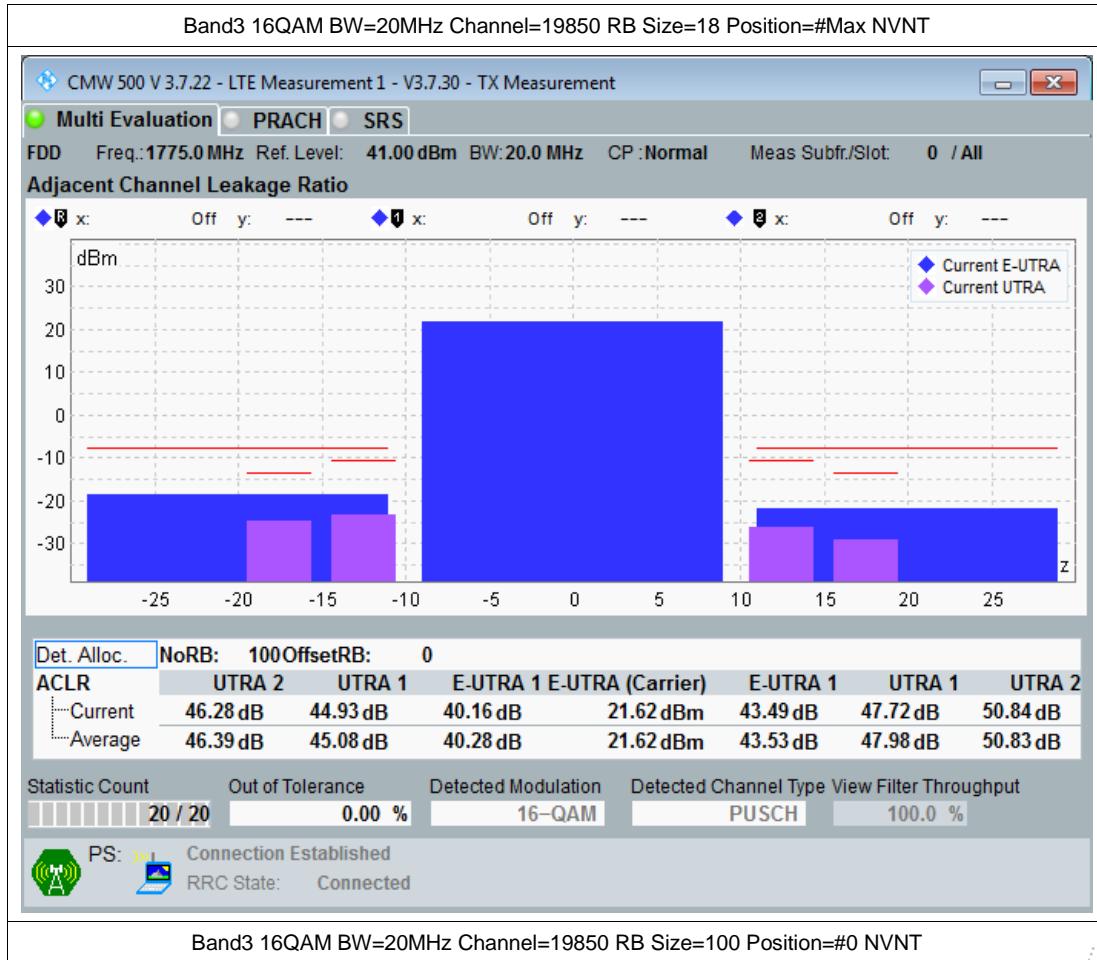 Band3 16QAM BW=20MHz Channel=19850 RB Size=18 Position=#Max NVNT
CMW 500 V 3.7.22 - LTE Measurement 1 - V3.7.30 - TX Measurement
Multi Evaluation PRACH SRS
FDD Freq.:1775.0 MHz Ref. Level: 41.00 dBm BW:20.0 MHz CP :Normal Meas Subfr./Slot: 0 / All
Adjacent Channel Leakage Ratio
R x: Off y: --- 1 x: Off y: --- 2 x: Off y: ---
dBm
Current E-UTRA
Current UTRA
30
20
10
0
-10
-20
-30
z
-25 -20 -15 -10 -5 0 5 10 15 20 25
Det. Alloc. NoRB: 100 OffsetRB: 0
ACLR UTRA 2 UTRA 1 E-UTRA 1 E-UTRA (Carrier) E-UTRA 1 UTRA 1 UTRA 2
Current 46.28 dB 44.93 dB 40.16 dB 21.62 dBm 43.49 dB 47.72 dB 50.84 dB
Average 46.39 dB 45.08 dB 40.28 dB 21.62 dBm 43.53 dB 47.98 dB 50.83 dB
Statistic Count Out of Tolerance Detected Modulation Detected Channel Type View Filter Throughput
20 / 20 0.00 % 16-QAM PUSCH 100.0 %
PS: Connection Established
RRC State: Connected
Band3 16QAM BW=20MHz Channel=19850 RB Size=100 Position=#0 NVNT